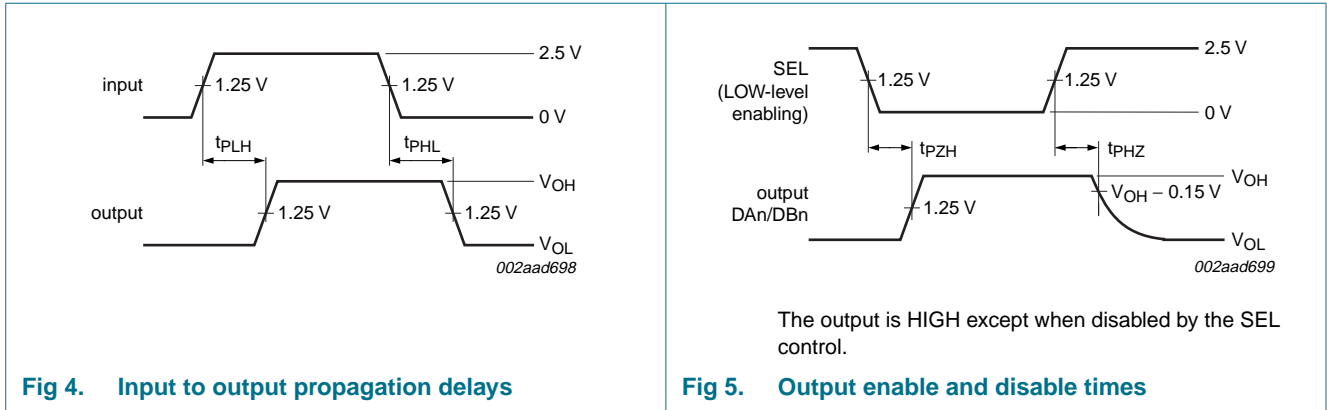 2.5 V
input
1.25 V
1.25 V
0 V
tPLH
tPHL
VOH
output
1.25 V
1.25 V
VOL
002aad698
Fig 4. Input to output propagation delays
2.5 V
SEL
(LOW-level
enabling)
1.25 V
1.25 V
0 V
tPZH
tPHZ
VOH
output
DAn/DBn
VOH − 0.15 V
1.25 V
VOL
002aad699
The output is HIGH except when disabled by the SEL
control.
Fig 5. Output enable and disable times